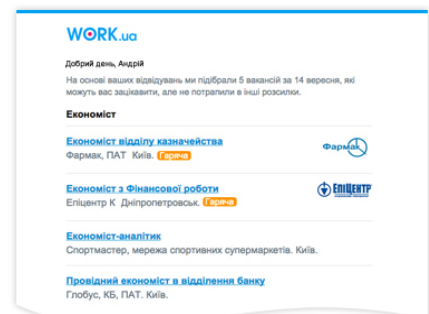 WORK.ua
Добрий день, Андрій
На основі ваших відвідувань ми підібрали 5 вакансій за 14 вересня, які
можуть вас зацікавити, але не потрапили в інші розсилки.
Економіст
Економіст відділу казначейства
Фармак, ПАТ Київ. Гаряча
Фармак
Економіст з Фінансової роботи
Епіцентр К Дніпропетровськ. Гаряча
ЕПІЦЕНТР
Економіст-аналітик
Спортмастер, мережа спортивних супермаркетів. Київ.
Провідний економіст в відділення банку
Глобус, КБ, ПАТ. Київ.